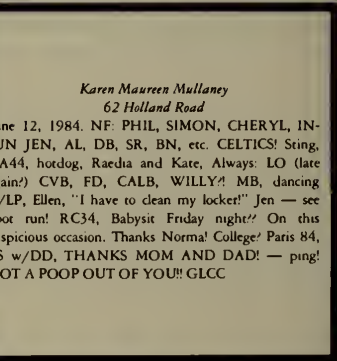 Karen Maureen Mullaney
62 Holland Road
ne 12, 1984. NF: PHIL, SIMON, CHERYL, IN-
UN JEN, AL, DB, SR, BN, etc. CELTICS! Sting,
A44, hotdog, Raedia and Kate, Always: LO (late
ain?) CVB, FD, CALB, WILLY?! MB, dancing
/LP, Ellen, "I have to clean my locker!" Jen — see
oot run! RC34, Babysit Friday night?? On this
spicious occasion. Thanks Norma! College? Paris 84,
S w/DD, THANKS MOM AND DAD! — ping!
OT A POOP OUT OF YOU!! GLCC